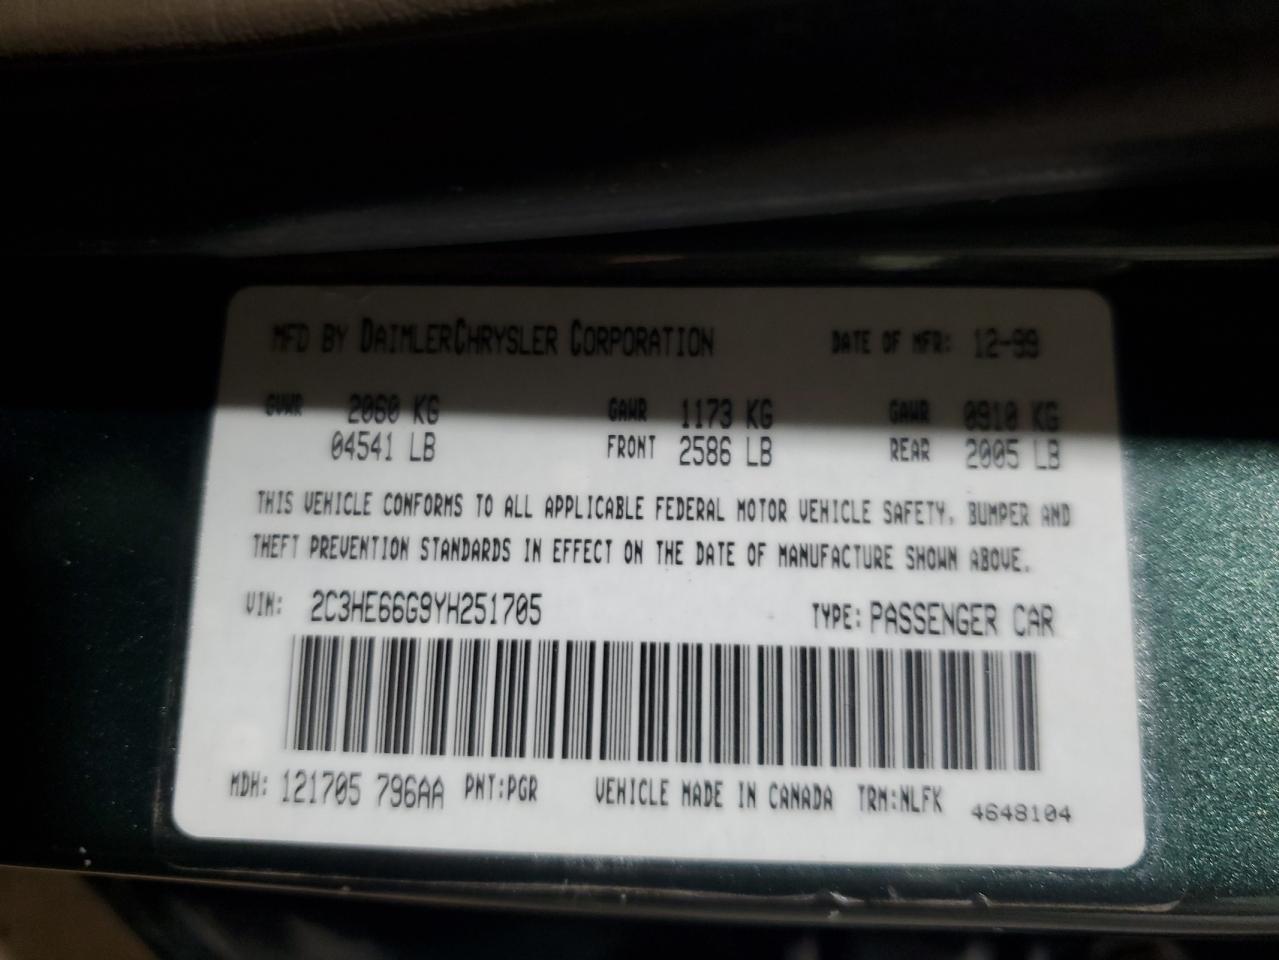 MFD BY DAIMLERCHRYSLER CORPORATION DATE OF MFR: 12-99
GVWR 2060 KG GAWR 1173 KG GAWR 0910 KG
04541 LB FRONT 2586 LB REAR 2005 LB
THIS VEHICLE CONFORMS TO ALL APPLICABLE FEDERAL MOTOR VEHICLE SAFETY, BUMPER AND
THEFT PREVENTION STANDARDS IN EFFECT ON THE DATE OF MANUFACTURE SHOWN ABOVE.
VIN: 2C3HE66G9YH251705 TYPE: PASSENGER CAR
MDH: 121705 796AA PNT:PGR VEHICLE MADE IN CANADA TRM:NLFK 4648104